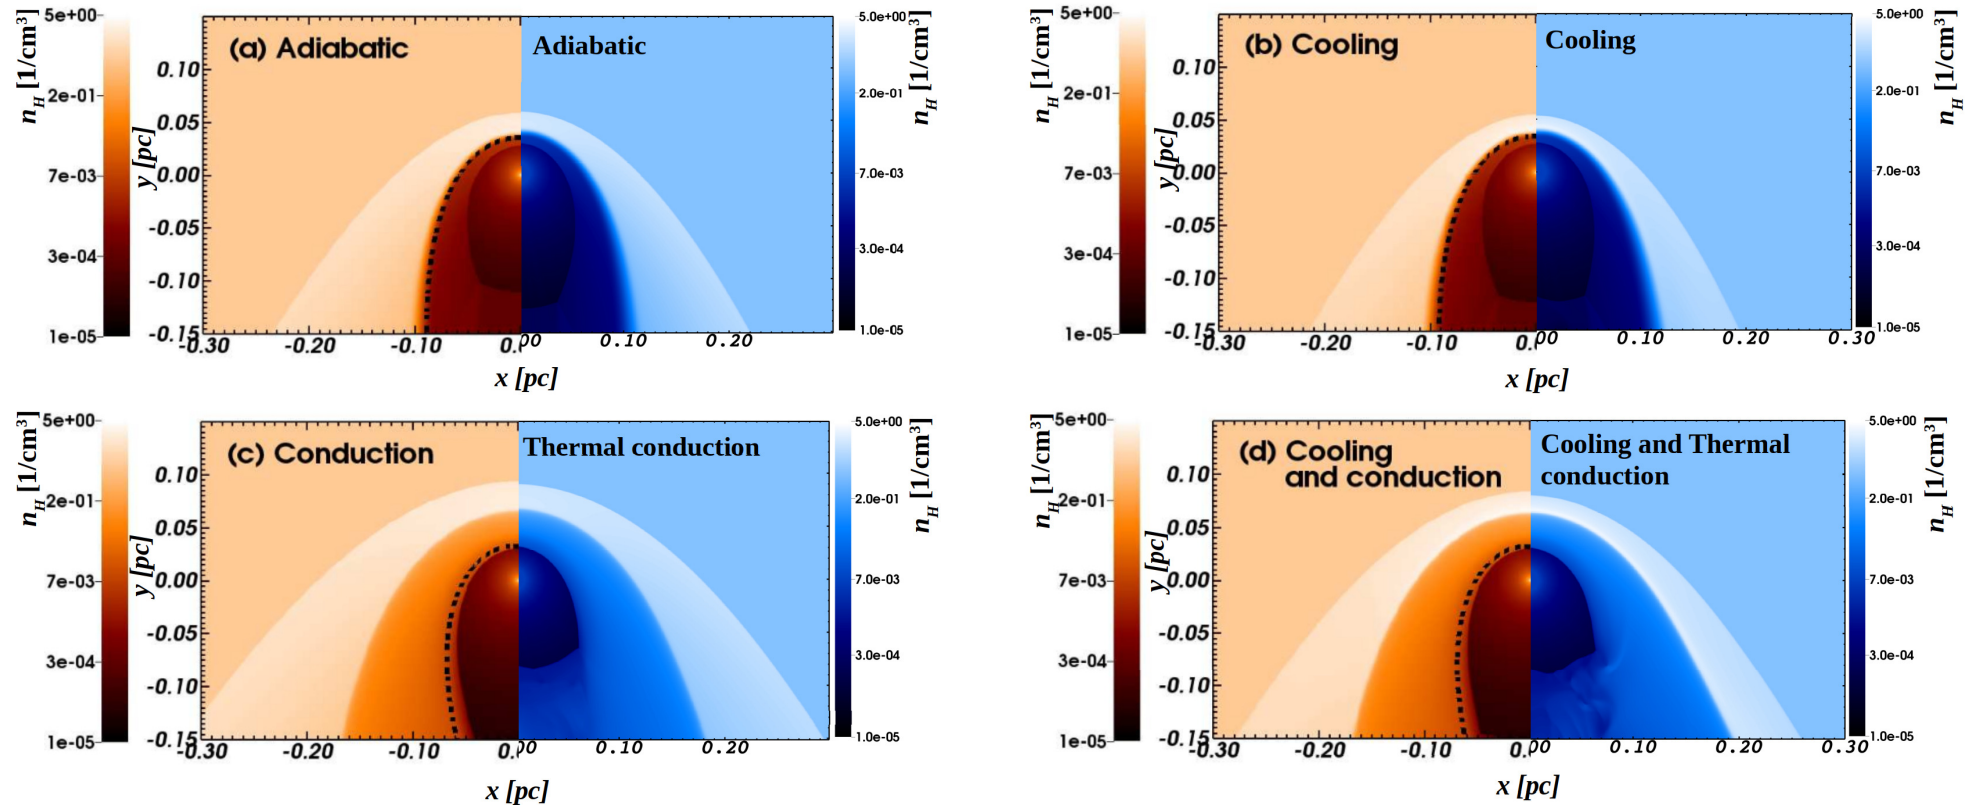 5e+00
2e-01
7e-03
3e-04
1e-05
n_H [1/cm³]
y [pc]
0.10
0.05
0.00
-0.05
-0.10
-0.15
(a) Adiabatic
Adiabatic
-0.30 -0.20 -0.10 0.00 0.10 0.20
x [pc]
5.0e+00
2.0e-01
7.0e-03
3.0e-04
1.0e-05
n_H [1/cm³]
5e+00
2e-01
7e-03
3e-04
1e-05
n_H [1/cm³]
y [pc]
0.10
0.05
0.00
-0.05
-0.10
-0.15
(b) Cooling
Cooling
-0.30 -0.20 -0.10 0.00 0.10 0.20 0.30
x [pc]
5.0e+00
2.0e-01
7.0e-03
3.0e-04
1.0e-05
n_H [1/cm³]
5e+00
2e-01
7e-03
3e-04
1e-05
n_H [1/cm³]
y [pc]
0.10
0.05
0.00
-0.05
-0.10
-0.15
(c) Conduction
Thermal conduction
-0.30 -0.20 -0.10 0.00 0.10 0.20
x [pc]
5.0e+00
2.0e-01
7.0e-03
3.0e-04
1.0e-05
n_H [1/cm³]
5e+00
2e-01
7e-03
3e-04
1e-05
n_H [1/cm³]
y [pc]
0.10
0.05
0.00
-0.05
-0.10
-0.15
(d) Cooling
and conduction
Cooling and Thermal
conduction
-0.30 -0.20 -0.10 0.00 0.10 0.20 0.30
x [pc]
5.0e+00
2.0e-01
7.0e-03
3.0e-04
1.0e-05
n_H [1/cm³]